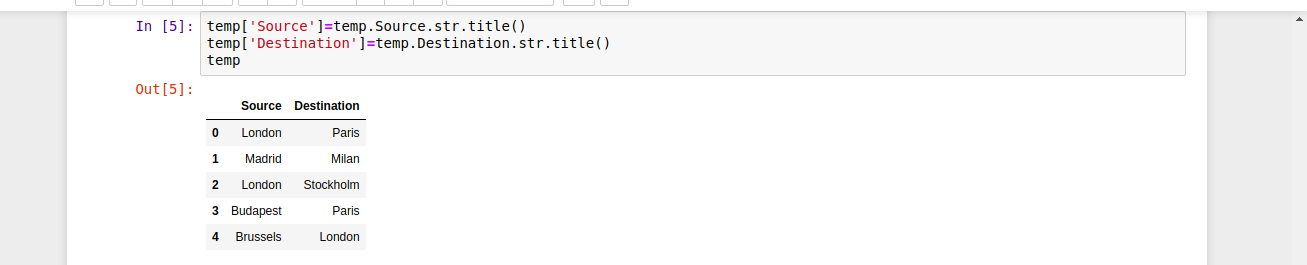 In [5]: temp['Source']=temp.Source.str.title()
temp['Destination']=temp.Destination.str.title()
temp
Out[5]:
Source Destination
0 London Paris
1 Madrid Milan
2 London Stockholm
3 Budapest Paris
4 Brussels London